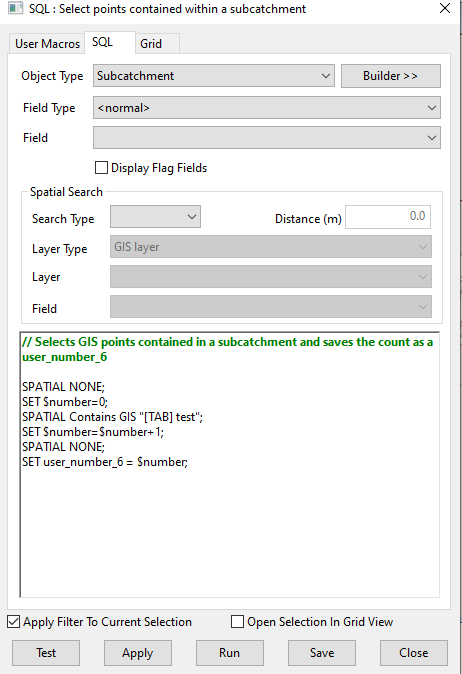 SQL : Select points contained within a subcatchment
User Macros SQL Grid
Object Type Subcatchment Builder >>
Field Type <normal>
Field
Display Flag Fields
Spatial Search
Search Type Distance (m) 0.0
Layer Type GIS layer
Layer
Field
// Selects GIS points contained in a subcatchment and saves the count as a
user_number_6
SPATIAL NONE;
SET $number=0;
SPATIAL Contains GIS "[TAB] test";
SET $number=$number+1;
SPATIAL NONE;
SET user_number_6 = $number;
Apply Filter To Current Selection Open Selection In Grid View
Test Apply Run Save Close